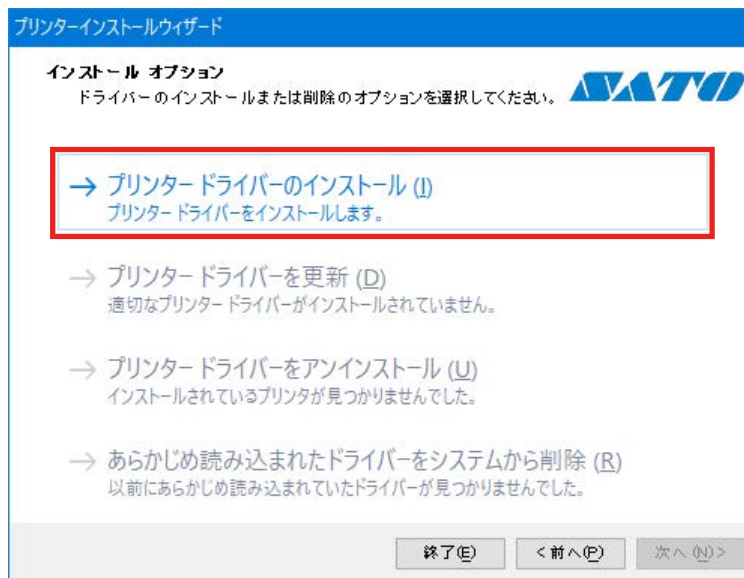 プリンターインストールウィザード
インストール オプション
ドライバーのインストールまたは削除のオプションを選択してください。
SATO
→ プリンター ドライバーのインストール (I)
プリンター ドライバーをインストールします。
→ プリンター ドライバーを更新 (D)
適切なプリンター ドライバーがインストールされていません。
→ プリンター ドライバーをアンインストール (U)
インストールされているプリンタが見つかりませんでした。
→ あらかじめ読み込まれたドライバーをシステムから削除 (R)
以前にあらかじめ読み込まれていたドライバーが見つかりませんでした。
終了(E) <前へ(P) 次へ(N)>